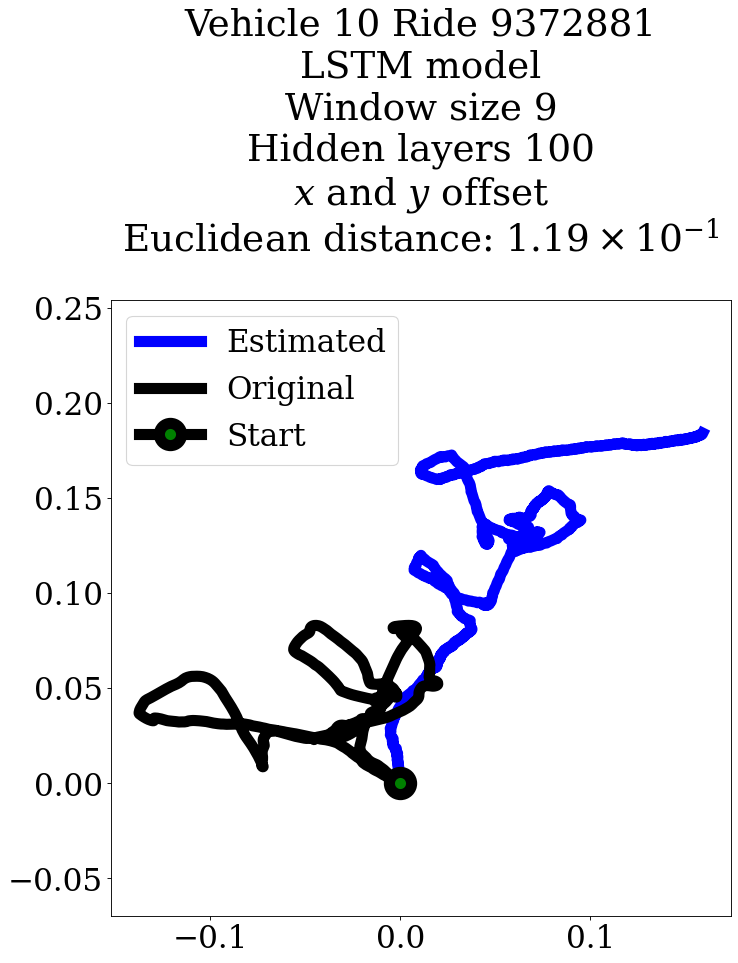 Vehicle 10 Ride 9372881
LSTM model
Window size 9
Hidden layers 100
x and y offset
Euclidean distance: 1.19 × 10⁻¹
0.25
0.20
0.15
0.10
0.05
0.00
−0.05
Estimated
Original
Start
−0.1
0.0
0.1